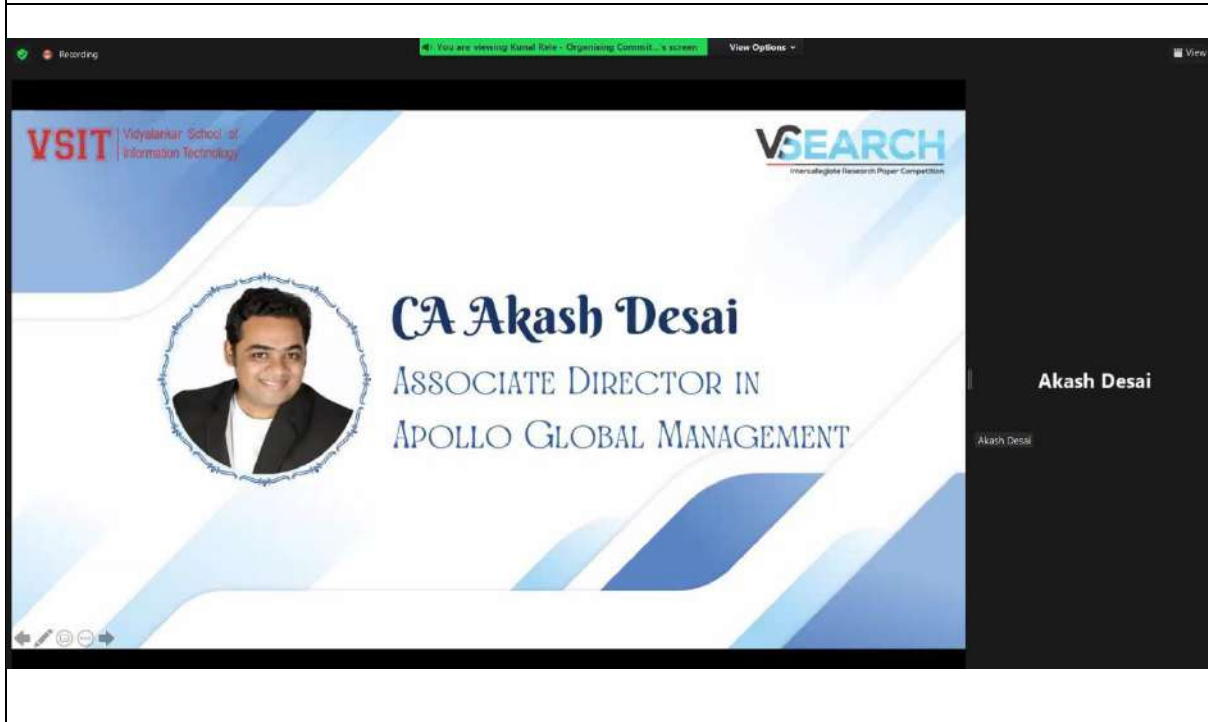 Recording
You are viewing Kunal Rele - Organising Commit...'s screen
View Options
View
VSIT
Vidyalankar School of
Information Technology
VSEARCH
Intercollegiate Research Paper Competition
CA Akash Desai
Associate Director in
Apollo Global Management
Akash Desai
Akash Desai